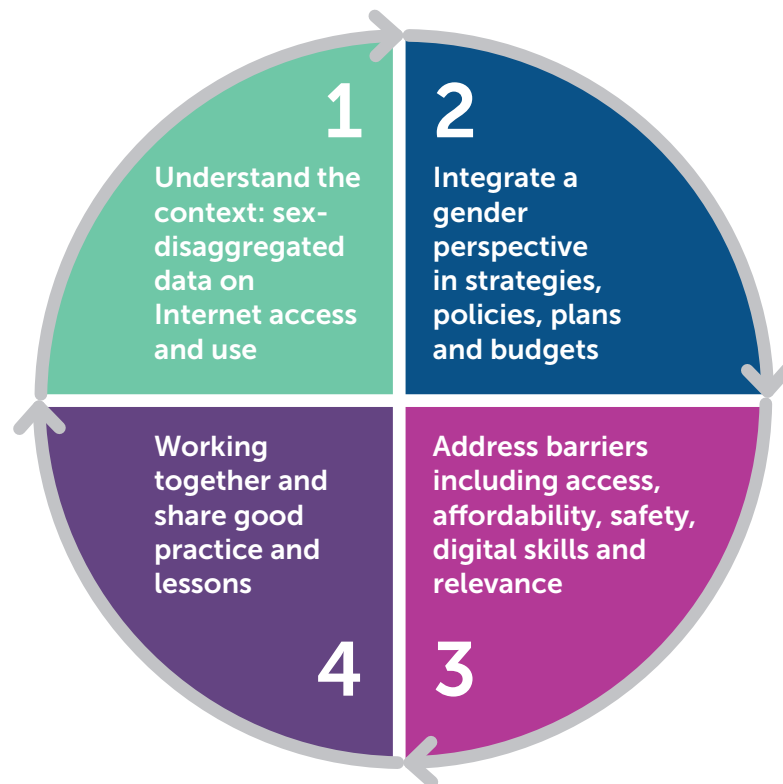 1
Understand the
context: sex-
disaggregated
data on
Internet access
and use
2
Integrate a
gender
perspective
in strategies,
policies, plans
and budgets
Address barriers
including access,
affordability, safety,
digital skills and
relevance
3
Working
together and
share good
practice and
lessons
4